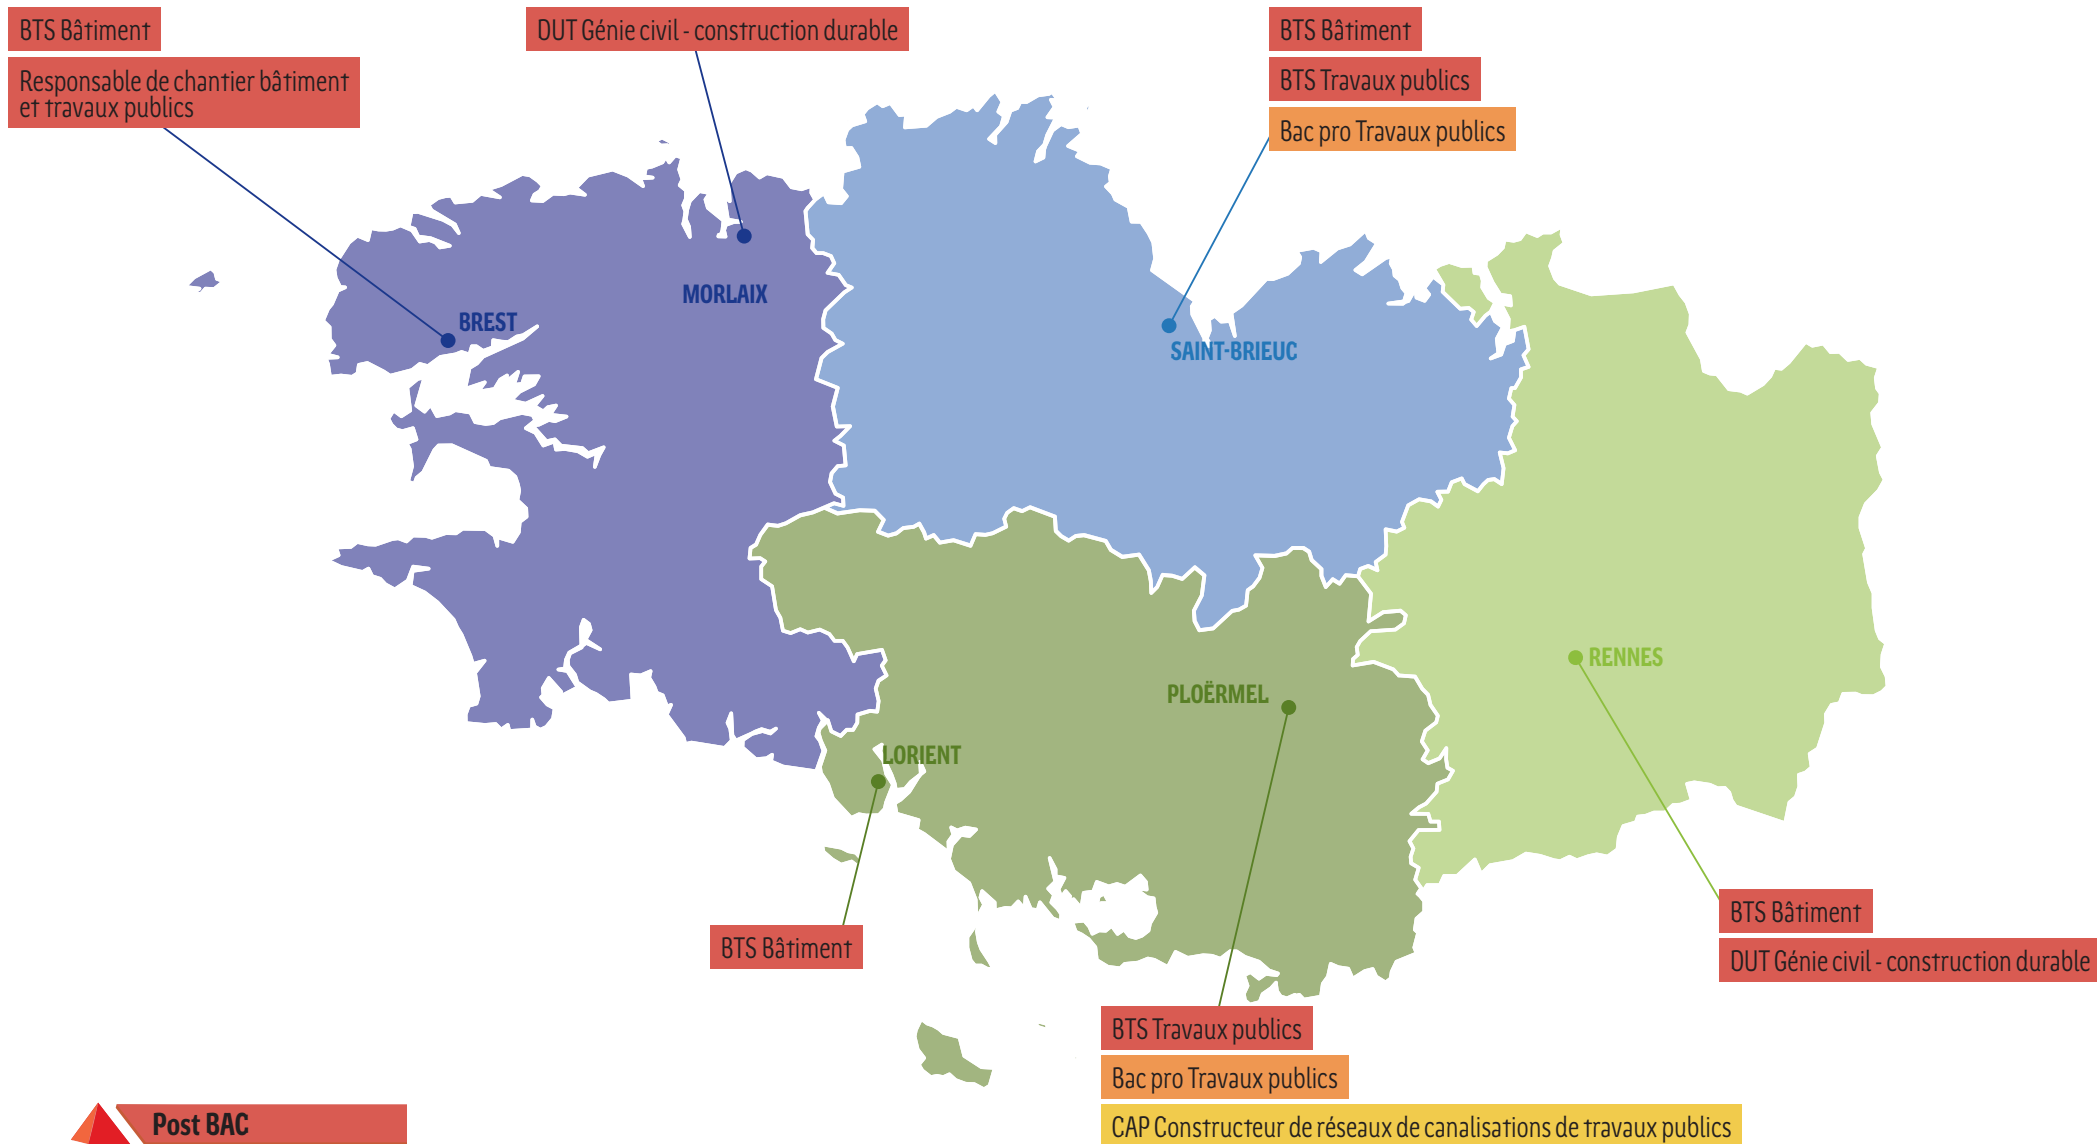 BTS Bâtiment
Responsable de chantier bâtiment
et travaux publics
DUT Génie civil - construction durable
BTS Bâtiment
BTS Travaux publics
Bac pro Travaux publics
BREST
MORLAIX
SAINT-BRIEUC
RENNES
PLOËRMEL
LORIENT
BTS Bâtiment
BTS Bâtiment
DUT Génie civil - construction durable
BTS Travaux publics
Bac pro Travaux publics
CAP Constructeur de réseaux de canalisations de travaux publics
Post BAC